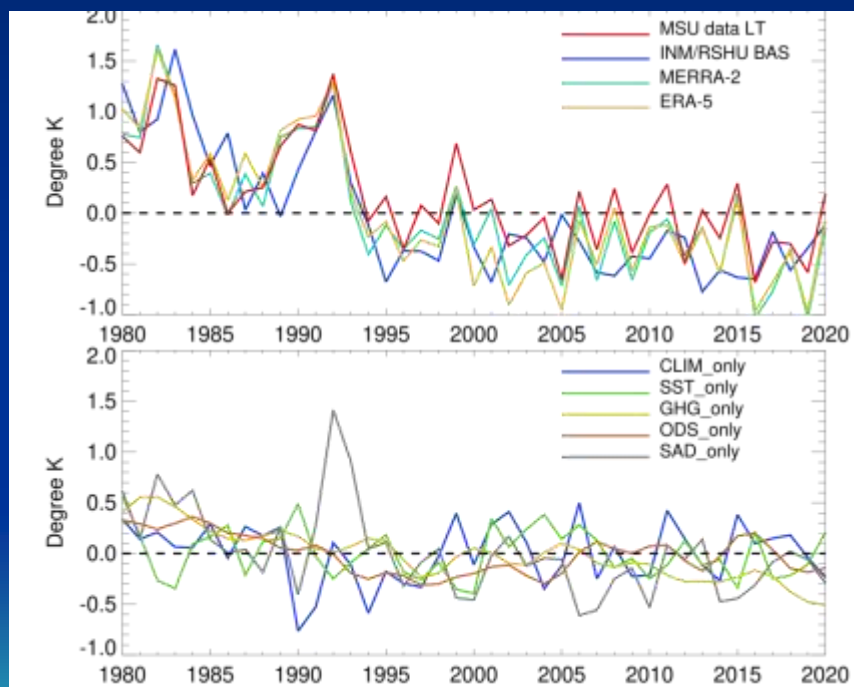 2.0
1.5
1.0
0.5
0.0
-0.5
-1.0
Degree K
MSU data LT
INM/RSHU BAS
MERRA-2
ERA-5
1980 1985 1990 1995 2000 2005 2010 2015 2020
2.0
1.5
1.0
0.5
0.0
-0.5
-1.0
Degree K
CLIM_only
SST_only
GHG_only
ODS_only
SAD_only
1980 1985 1990 1995 2000 2005 2010 2015 2020